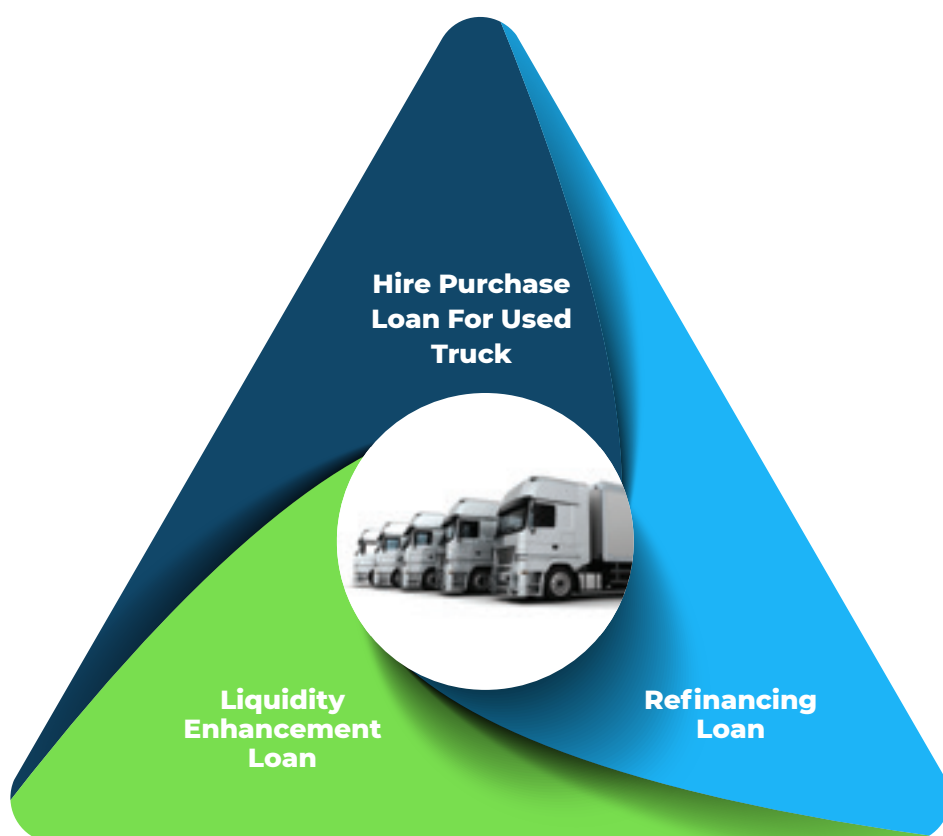 Hire Purchase
Loan For Used
Truck
Liquidity
Enhancement
Loan
Refinancing
Loan